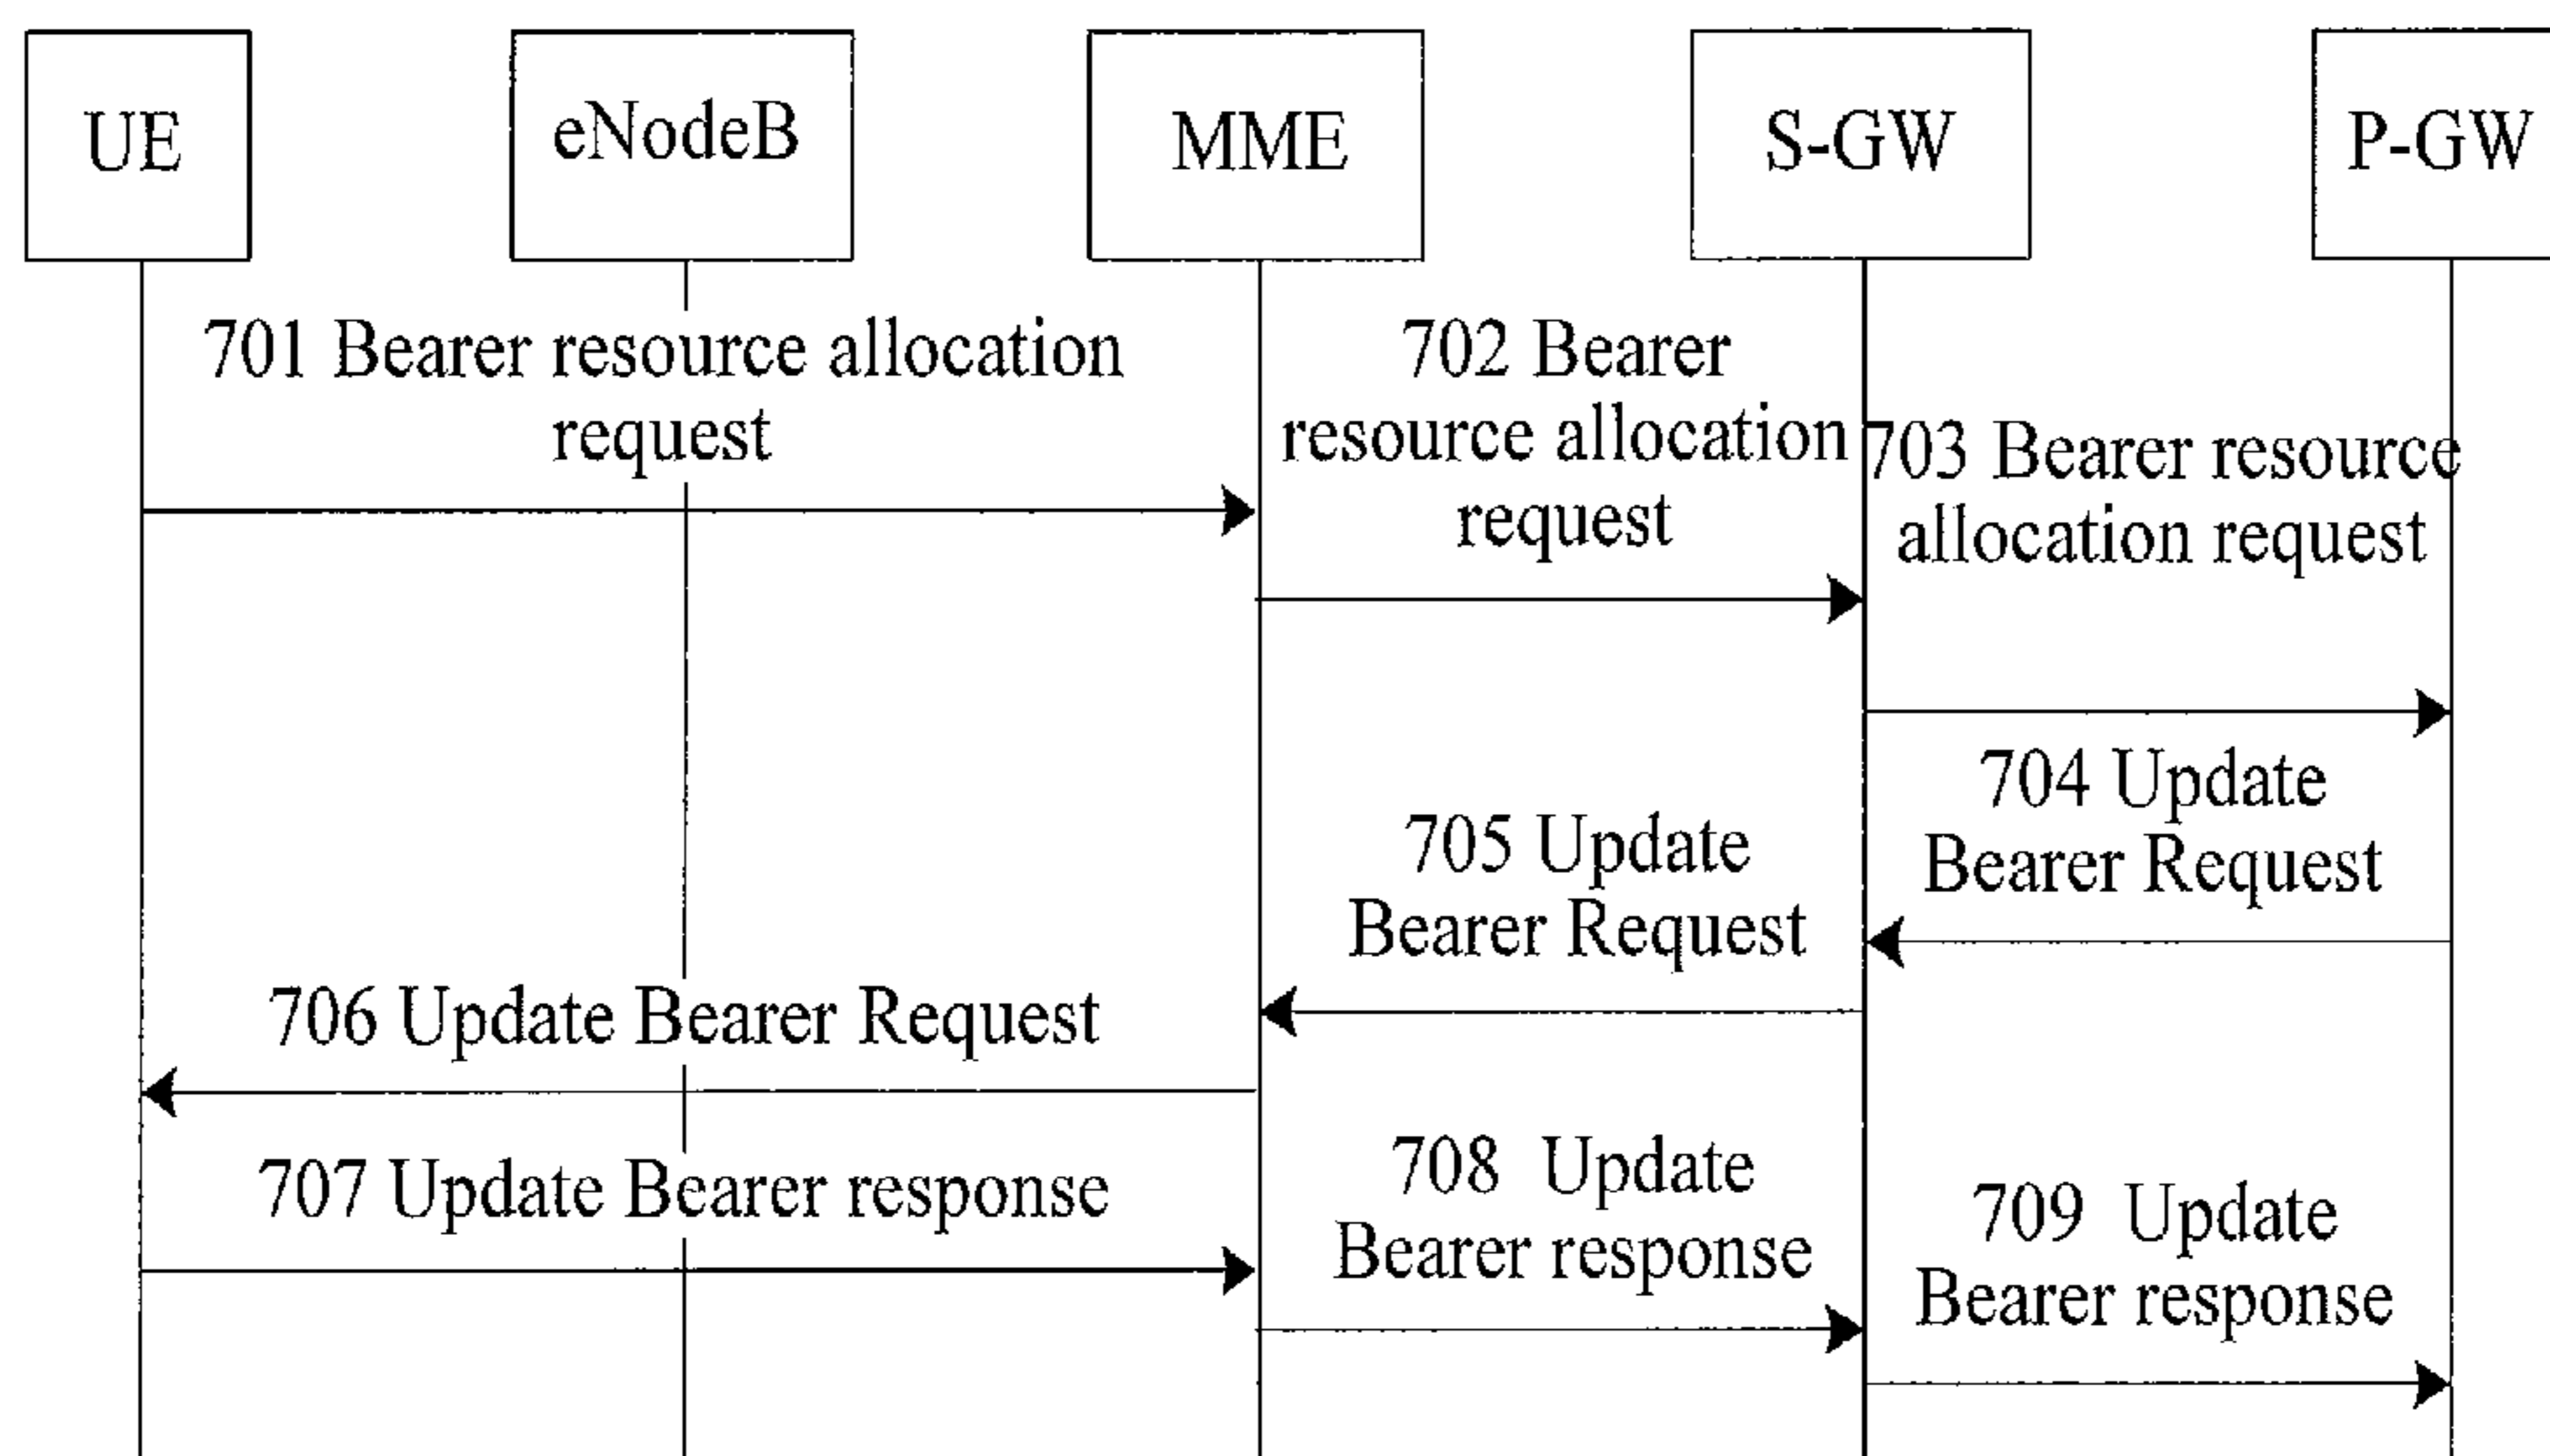 UE
eNodeB
MME
S-GW
P-GW
701 Bearer resource allocation
request
702 Bearer
resource allocation
request
703 Bearer resource
allocation request
704 Update
Bearer Request
705 Update
Bearer Request
706 Update Bearer Request
707 Update Bearer response
708 Update
Bearer response
709 Update
Bearer response